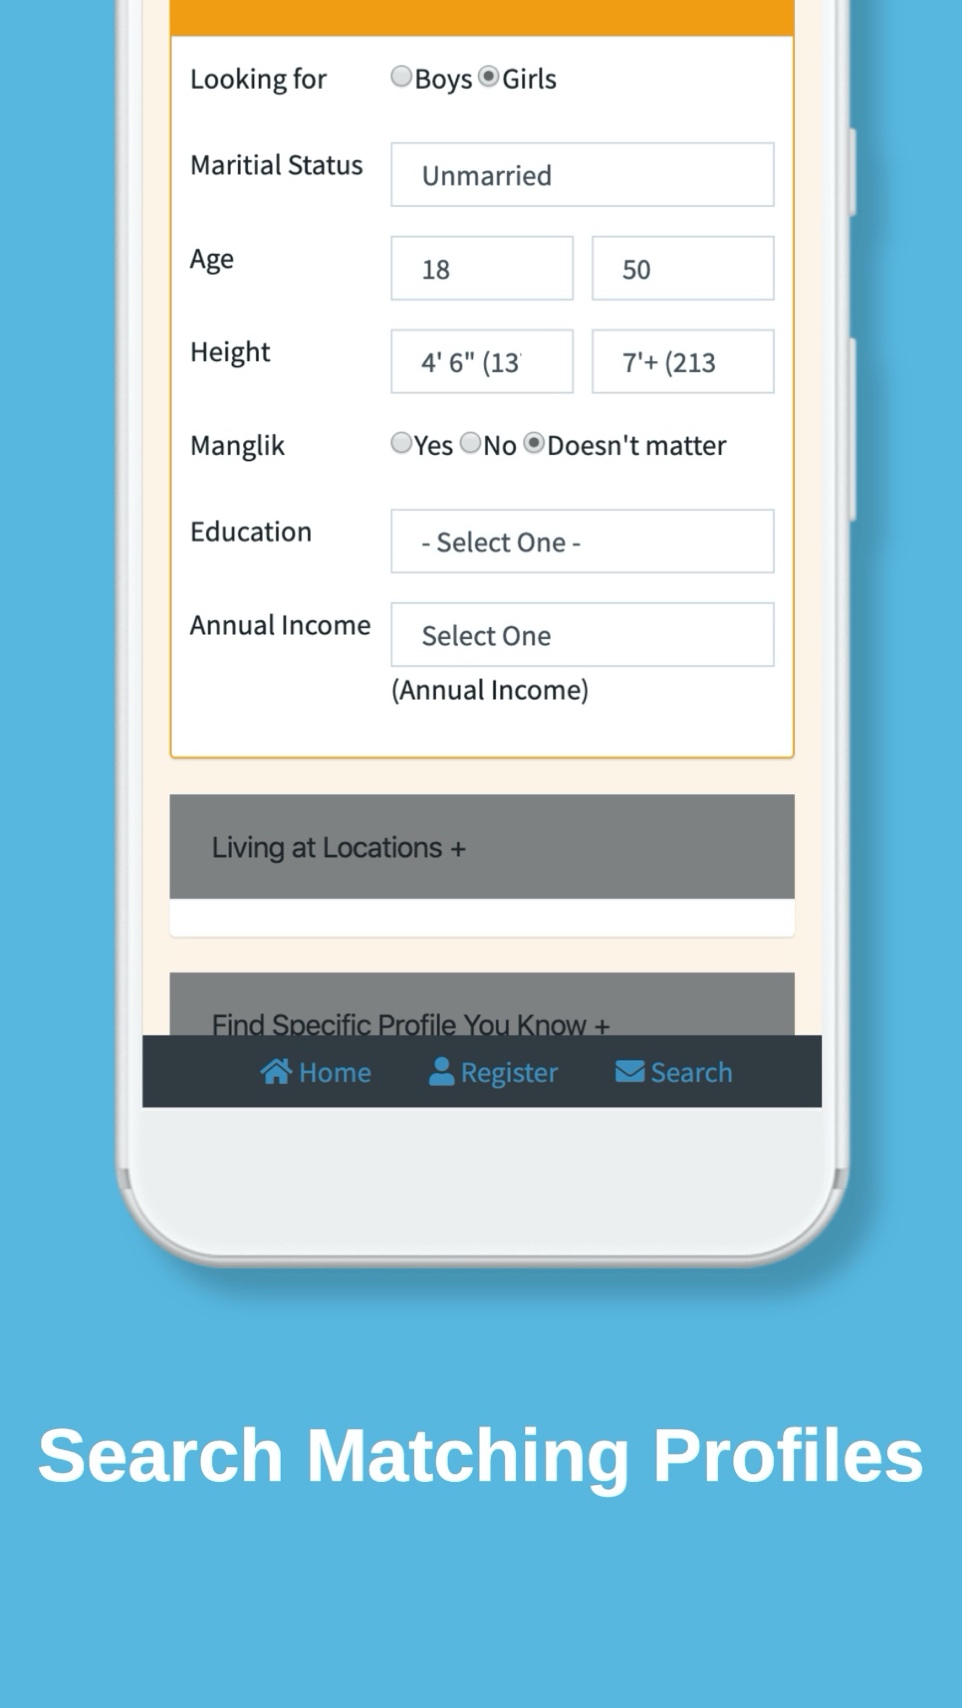 Looking for Boys Girls
Maritial Status Unmarried
Age 18 50
Height 4' 6" (13 7'+ (213
Manglik Yes No Doesn't matter
Education - Select One -
Annual Income Select One
(Annual Income)
Living at Locations +
Find Specific Profile You Know +
Home Register Search
Search Matching Profiles